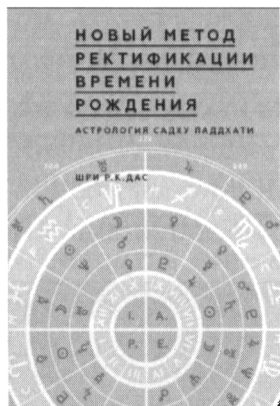 НОВЫЙ МЕТОД
РЕКТИФИКАЦИИ
ВРЕМЕНИ
РОЖДЕНИЯ
АСТРОЛОГИЯ САДХУ ПАДДХАТИ
ШРИ Р.К.ДАС
I. A.
P. E.